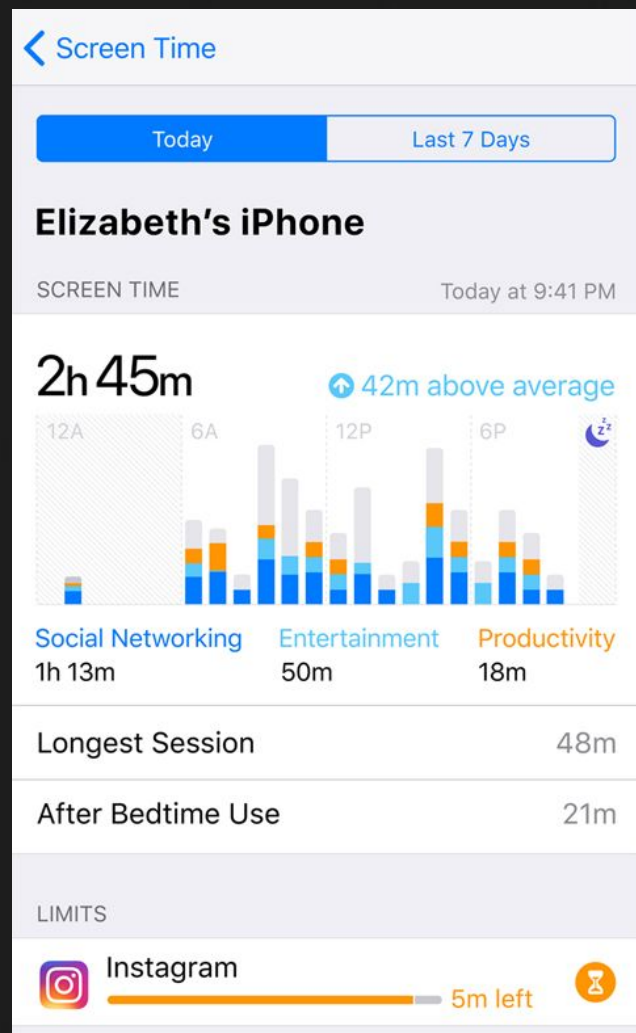 Screen Time
Today Last 7 Days
Elizabeth’s iPhone
SCREEN TIME Today at 9:41 PM
2h 45m 42m above average
12A 6A 12P 6P zz
Social Networking Entertainment Productivity
1h 13m 50m 18m
Longest Session 48m
After Bedtime Use 21m
LIMITS
Instagram
5m left